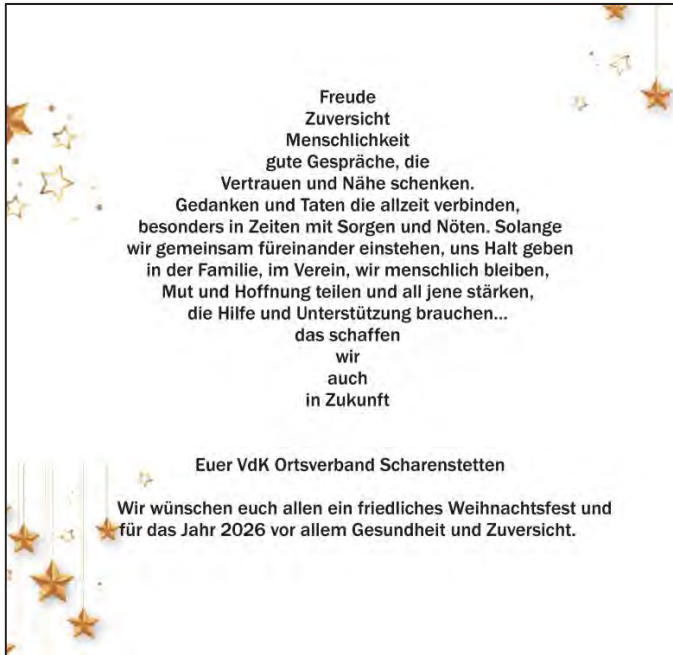 Freude
Zuversicht
Menschlichkeit
gute Gespräche, die
Vertrauen und Nähe schenken.
Gedanken und Taten die allzeit verbinden,
besonders in Zeiten mit Sorgen und Nöten. Solange
wir gemeinsam füreinander einstehen, uns Halt geben
in der Familie, im Verein, wir menschlich bleiben,
Mut und Hoffnung teilen und all jene stärken,
die Hilfe und Unterstützung brauchen...
das schaffen
wir
auch
in Zukunft
Euer VdK Ortsverband Scharenstetten
Wir wünschen euch allen ein friedliches Weihnachtsfest und
für das Jahr 2026 vor allem Gesundheit und Zuversicht.